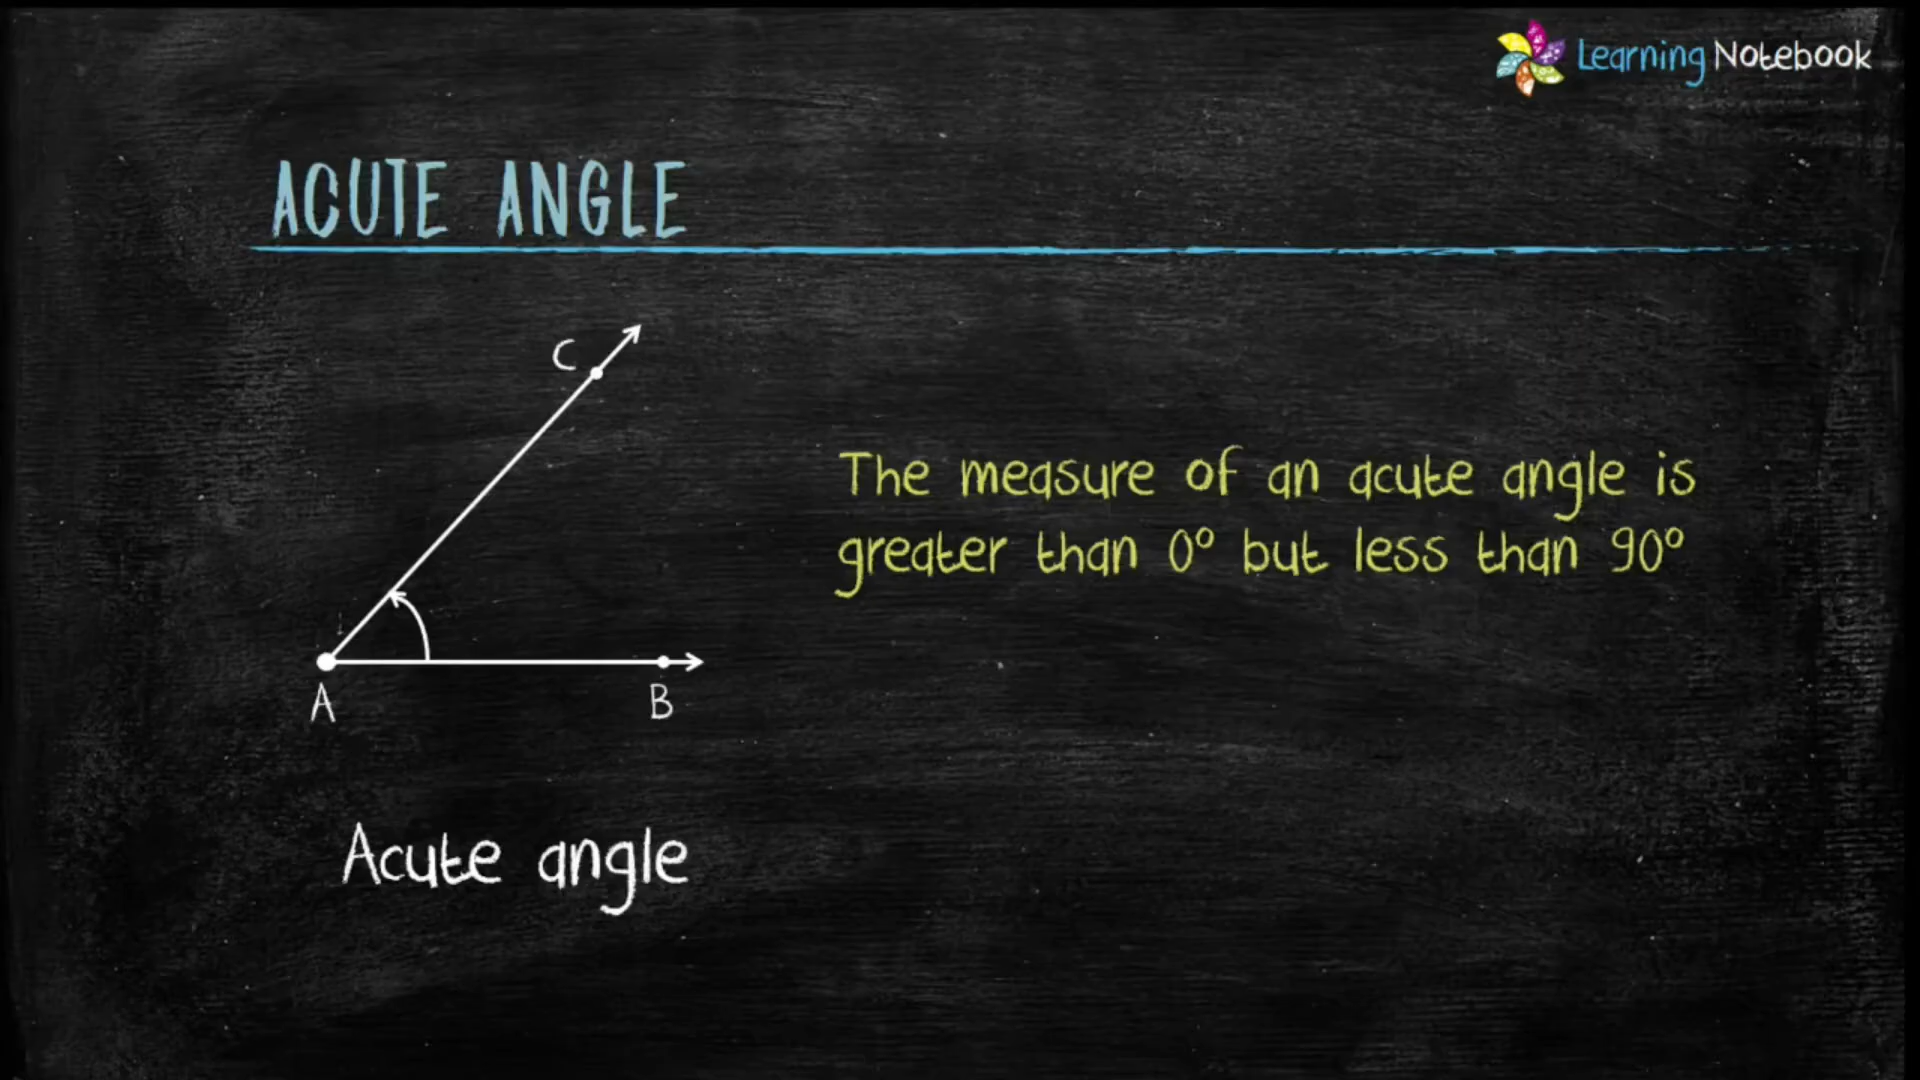 Learning Notebook
ACUTE ANGLE
C
The measure of an acute angle is
greater than 0° but less than 90°
A
B
Acute angle